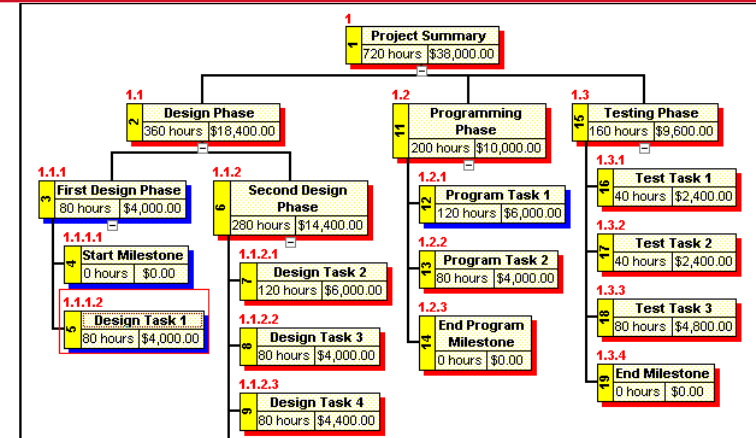 1
1 Project Summary
720 hours $38,000.00
1.1
2 Design Phase
360 hours $18,400.00
1.2
11 Programming
Phase
200 hours $10,000.00
1.3
15 Testing Phase
160 hours $9,600.00
1.1.1
3 First Design Phase
80 hours $4,000.00
1.1.1.1
4 Start Milestone
0 hours $0.00
1.1.1.2
5 Design Task 1
80 hours $4,000.00
1.1.2
6 Second Design
Phase
280 hours $14,400.00
1.1.2.1
7 Design Task 2
120 hours $6,000.00
1.1.2.2
8 Design Task 3
80 hours $4,000.00
1.1.2.3
9 Design Task 4
80 hours $4,400.00
1.2.1
12 Program Task 1
120 hours $6,000.00
1.2.2
13 Program Task 2
80 hours $4,000.00
1.2.3
14 End Program
Milestone
0 hours $0.00
1.3.1
16 Test Task 1
40 hours $2,400.00
1.3.2
17 Test Task 2
40 hours $2,400.00
1.3.3
18 Test Task 3
80 hours $4,800.00
1.3.4
19 End Milestone
0 hours $0.00